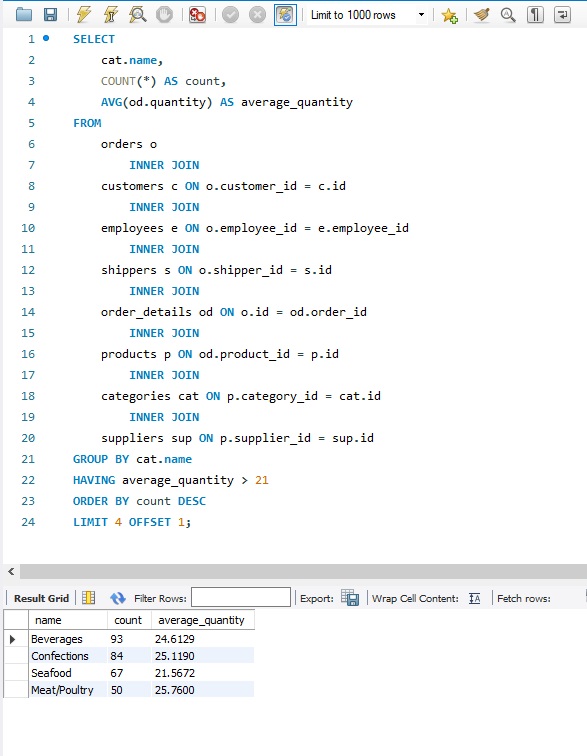 Limit to 1000 rows
1 SELECT
2 cat.name,
3 COUNT(*) AS count,
4 AVG(od.quantity) AS average_quantity
5 FROM
6 orders o
7 INNER JOIN
8 customers c ON o.customer_id = c.id
9 INNER JOIN
10 employees e ON o.employee_id = e.employee_id
11 INNER JOIN
12 shippers s ON o.shipper_id = s.id
13 INNER JOIN
14 order_details od ON o.id = od.order_id
15 INNER JOIN
16 products p ON od.product_id = p.id
17 INNER JOIN
18 categories cat ON p.category_id = cat.id
19 INNER JOIN
20 suppliers sup ON p.supplier_id = sup.id
21 GROUP BY cat.name
22 HAVING average_quantity > 21
23 ORDER BY count DESC
24 LIMIT 4 OFFSET 1;
Result Grid Filter Rows: Export: Wrap Cell Content: IA Fetch rows:
name count average_quantity
Beverages 93 24.6129
Confections 84 25.1190
Seafood 67 21.5672
Meat/Poultry 50 25.7600